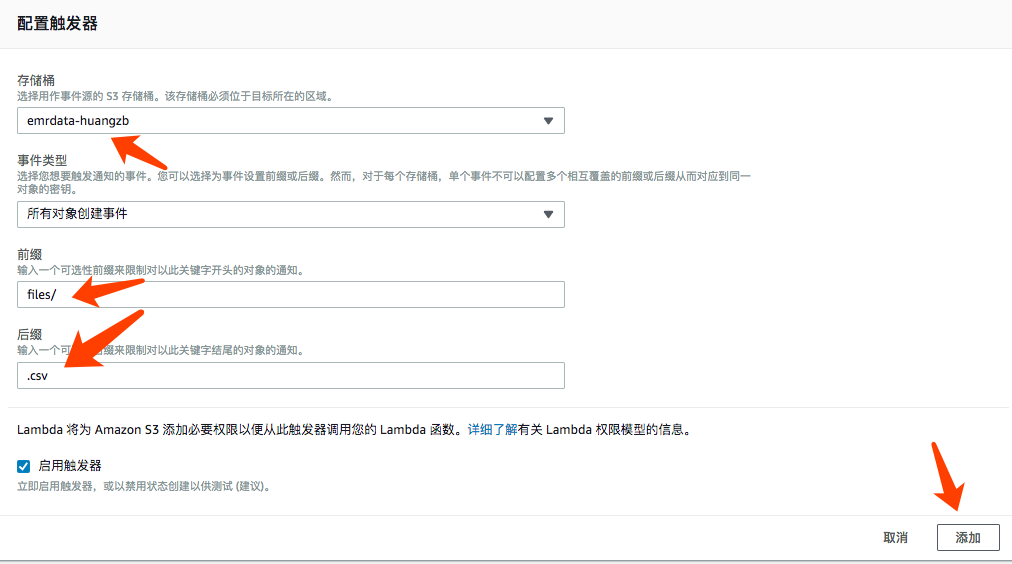 配置触发器
存储桶
选择用作事件源的 S3 存储桶。该存储桶必须位于目标所在的区域。
emrdata-huangzb
事件类型
选择您想要触发通知的事件。您可以选择为事件设置前缀或后缀。然而，对于每个存储桶，单个事件不可以配置多个相互覆盖的前缀或后缀从而对应到同一
对象的密钥。
所有对象创建事件
前缀
输入一个可选性前缀来限制对以此关键字开头的对象的通知。
files/
后缀
输入一个可缀来限制对以此关键字结尾的对象的通知。
.csv
Lambda 将为 Amazon S3 添加必要权限以便从此触发器调用您的 Lambda 函数。详细了解有关 Lambda 权限模型的信息。
启用触发器
立即启用触发器，或以禁用状态创建以供测试 (建议)。
取消
添加